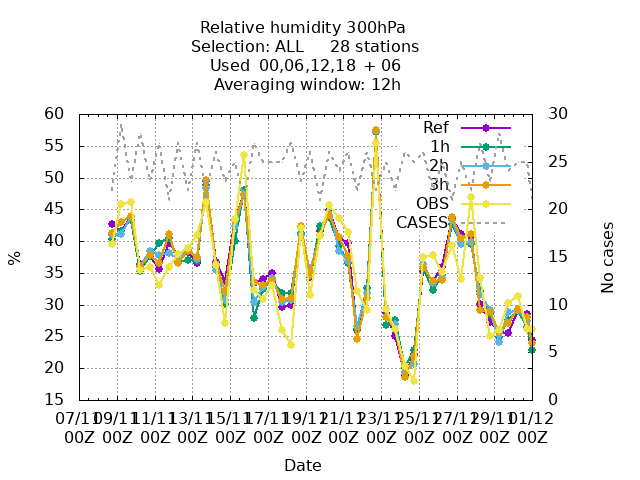 Relative humidity 300hPa
Selection: ALL 28 stations
Used 00,06,12,18 + 06
Averaging window: 12h
60 30
55
Ref
1h
50 25
2h
3h
45
OBS
20
CASES
40
35 15
30 10
25
20 5
15 0
%
No cases
07/11 09/11 11/11 13/11 15/11 17/11 19/11 21/11 23/11 25/11 27/11 29/11 01/12
00Z 00Z 00Z 00Z 00Z 00Z 00Z 00Z 00Z 00Z 00Z 00Z 00Z
Date